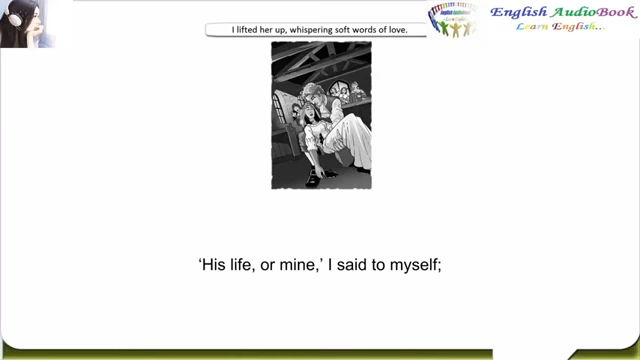 English AudioBook
Learn English...
I lifted her up, whispering soft words of love.
‘His life, or mine,’ I said to myself;